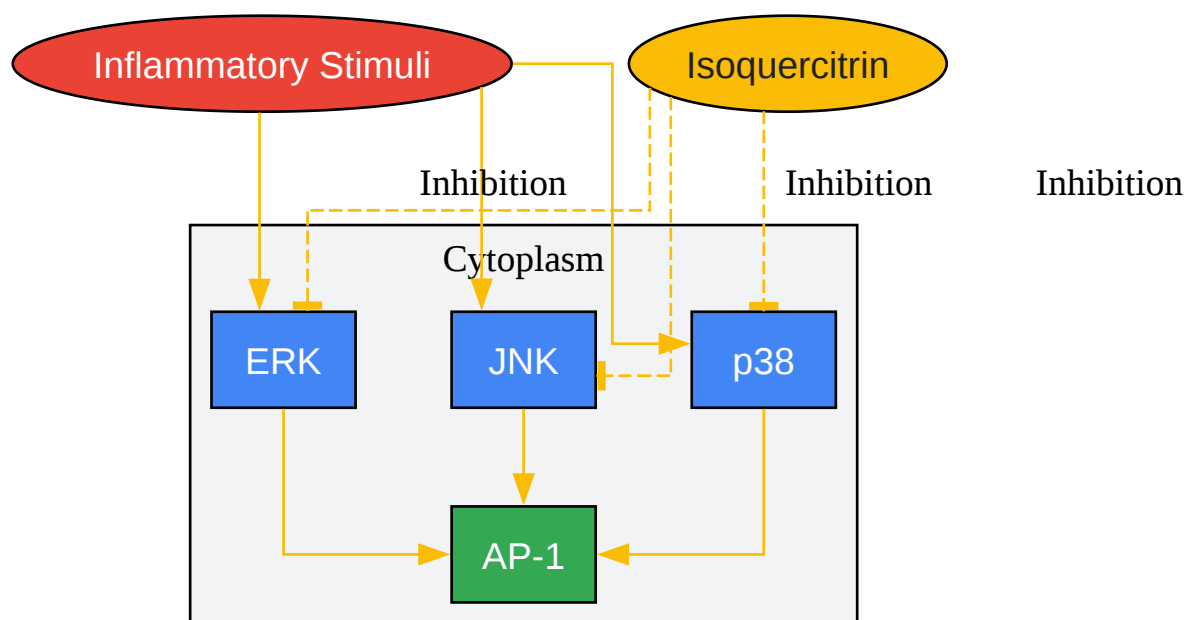 Inflammatory Stimuli
Isoquercitrin
Inhibition
Inhibition
Inhibition
Cytoplasm
ERK
JNK
p38
AP-1